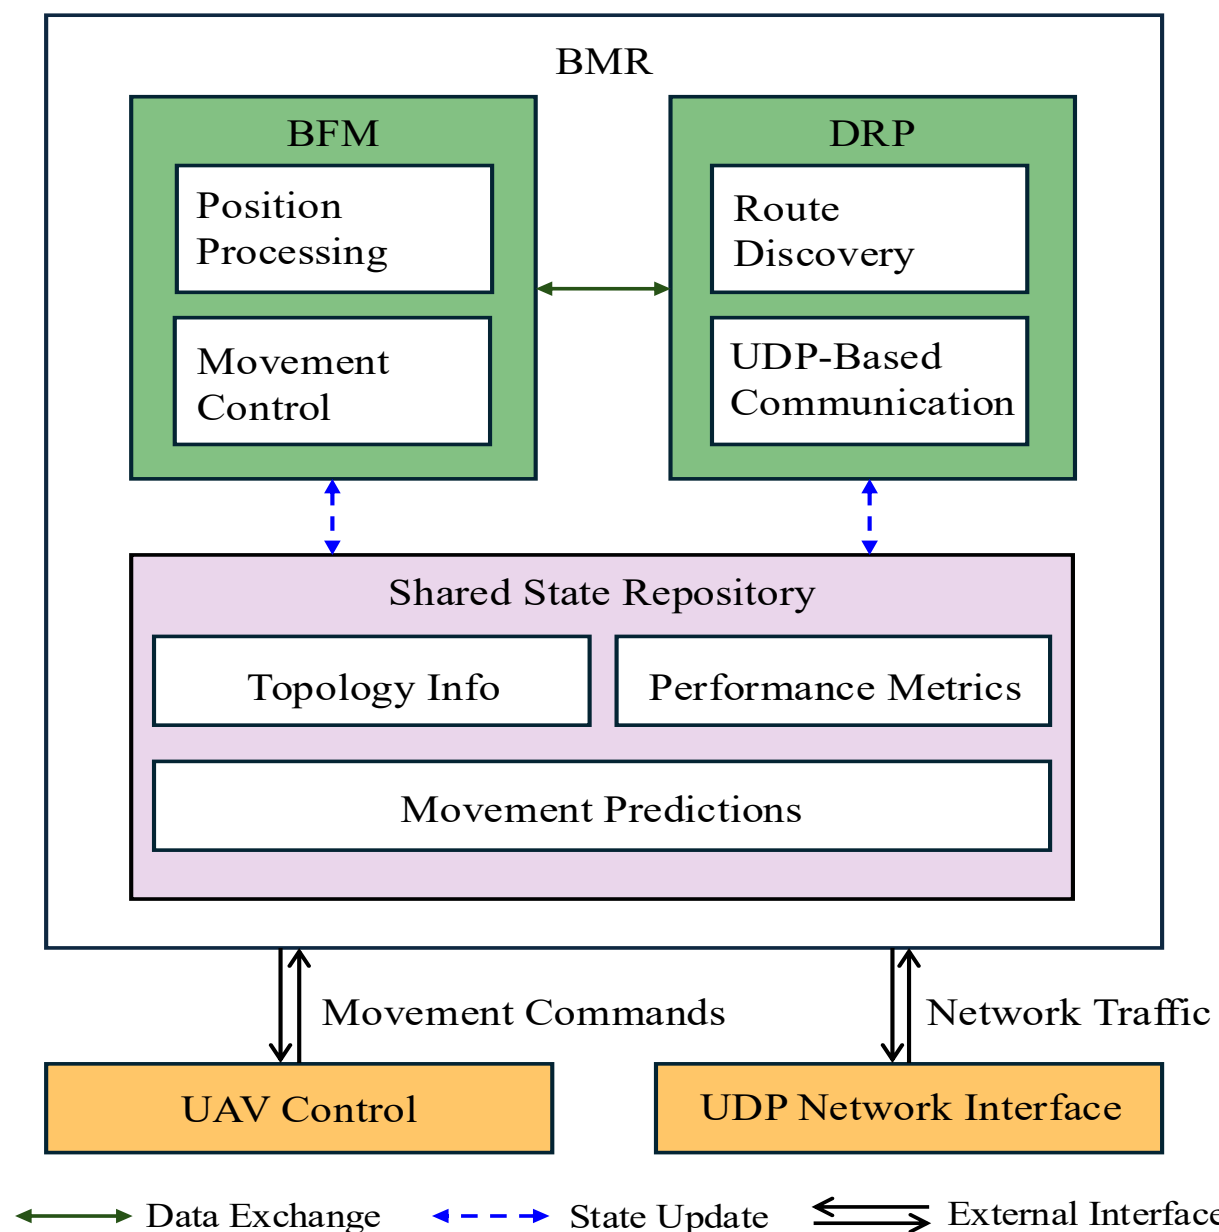 BMR
BFM
Position
Processing
Movement
Control
DRP
Route
Discovery
UDP-Based
Communication
Shared State Repository
Topology Info
Performance Metrics
Movement Predictions
Movement Commands
Network Traffic
UAV Control
UDP Network Interface
Data Exchange
State Update
External Interface